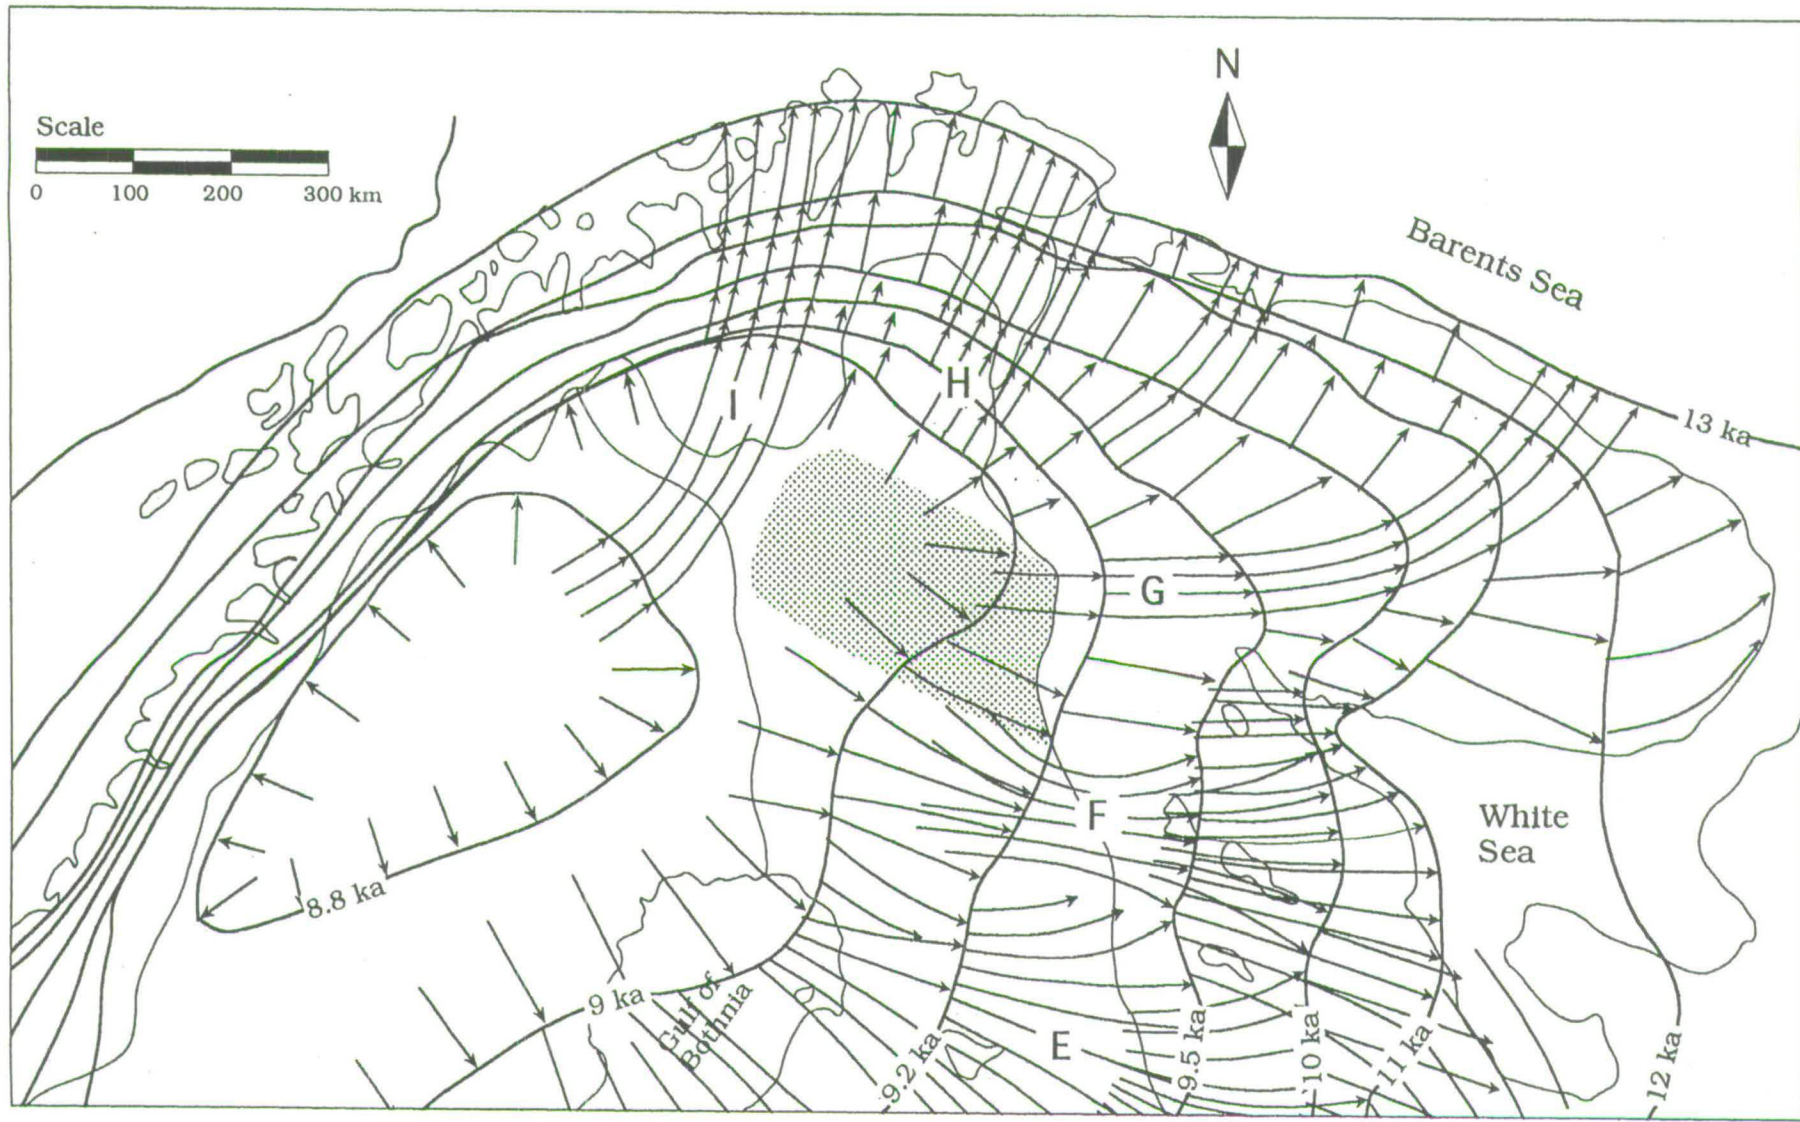 N
Scale
0 100 200 300 km
Barents Sea
13 ka
I
H
G
F
White
Sea
8.8 ka
9 ka
Gulf of
Bothnia
E
9.2 ka
9.5 ka
10 ka
11 ka
12 ka